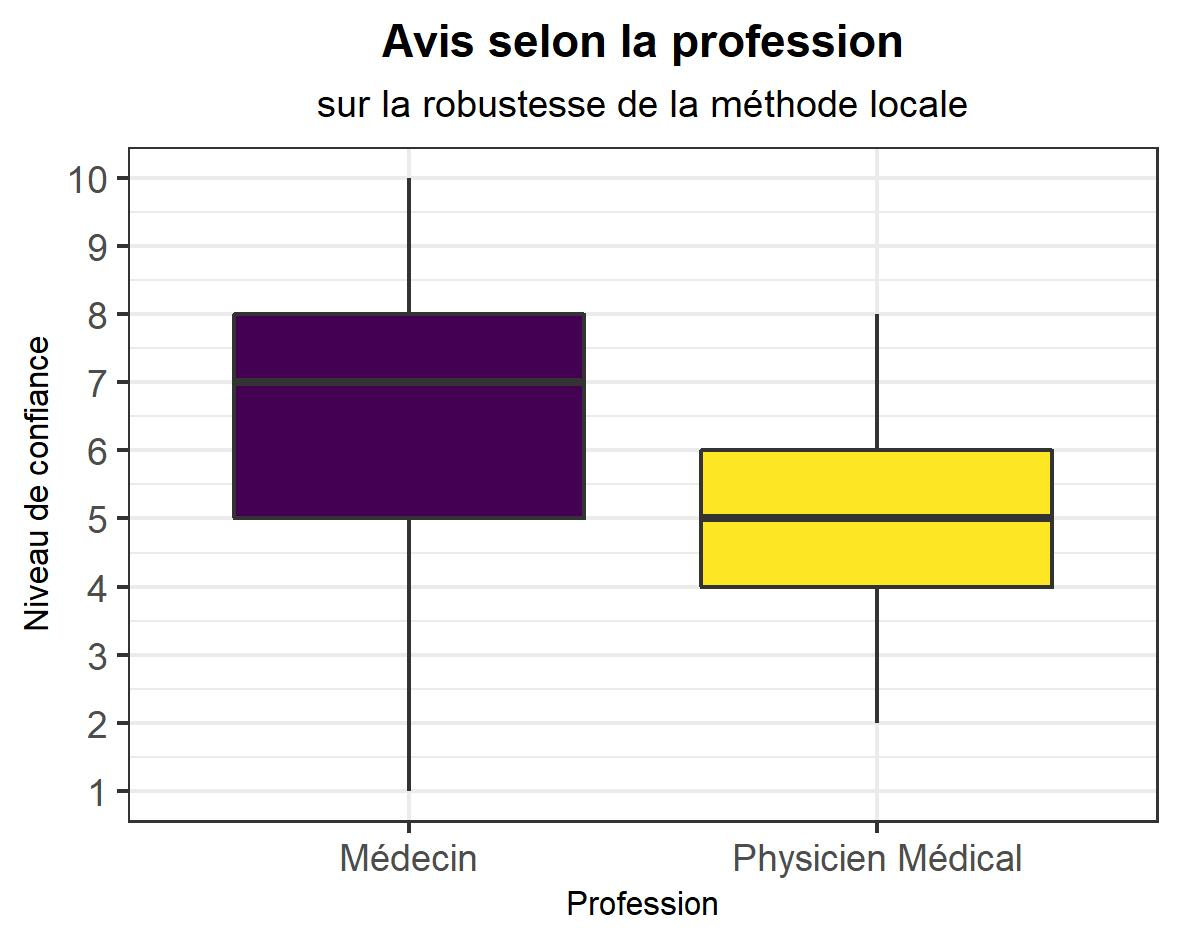 Avis selon la profession
sur la robustesse de la méthode locale
Niveau de confiance
10
9
8
7
6
5
4
3
2
1
Médecin
Physicien Médical
Profession